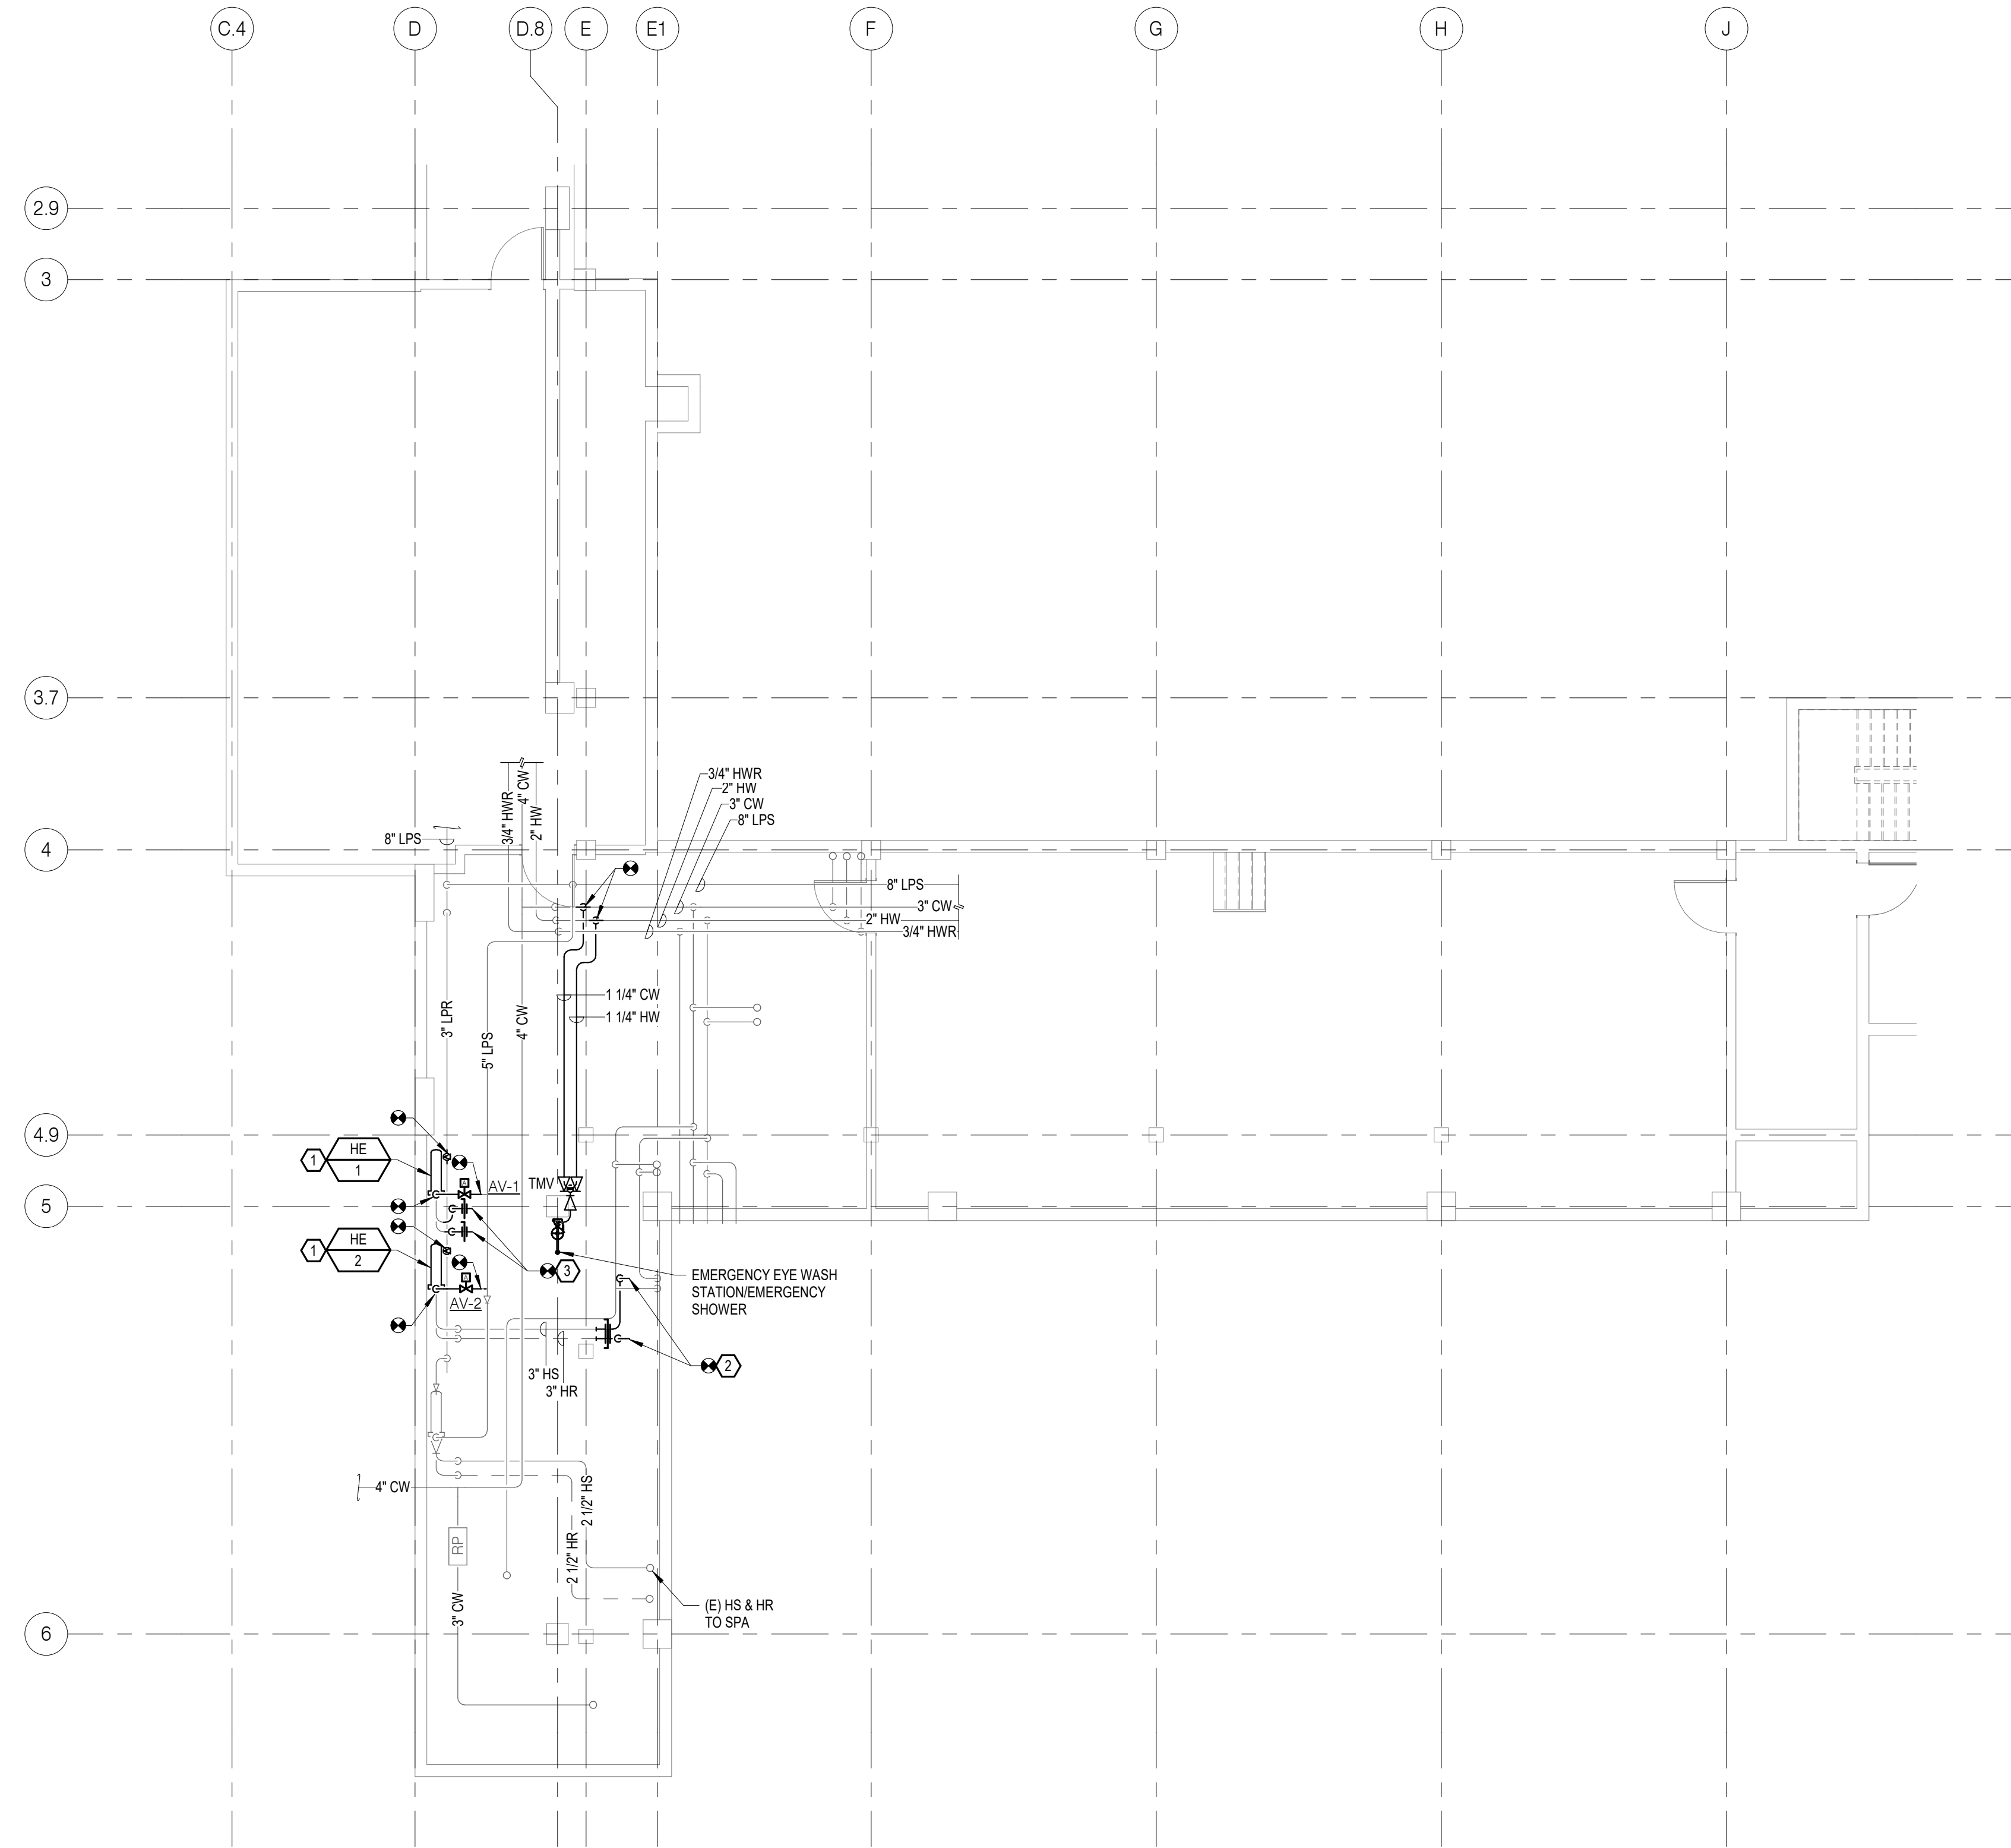 C.4
D
D.8
E
E1
F
G
H
J
2.9
3
3.7
4
4.9
5
6
3/4" HWR
2" HW
3" CW
8" LPS
3/4" HWR
4" CW
2" HW
8" LPS
8" LPS
3" CW
2" HW
3/4" HWR
1 1/4" CW
1 1/4" HW
3" LPR
5" LPS
4" CW
1
HE
1
AV-1
TMV
1
HE
2
AV-2
3
EMERGENCY EYE WASH
STATION/EMERGENCY
SHOWER
2
3" HS
3" HR
4" CW
2 1/2" HS
2 1/2" HR
RP
3" CW
(E) HS & HR
TO SPA